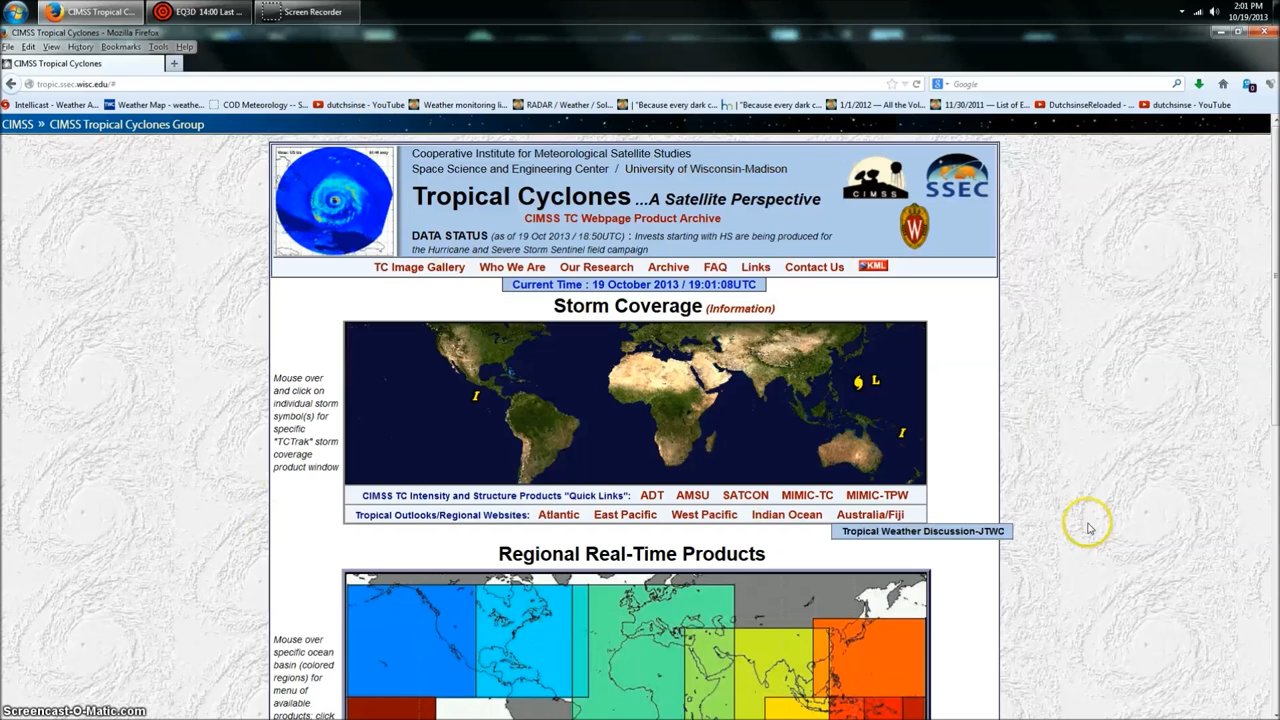 CIMSS Tropical C...
EQ3D 14:00 Last ...
Screen Recorder
2:01 PM
10/19/2013
CIMSS Tropical Cyclones - Mozilla Firefox
File Edit View History Bookmarks Tools Help
CIMSS Tropical Cyclones
tropic.ssec.wisc.edu/#
Google
Intellicast - Weather A...
Weather Map - weathe...
COD Meteorology -- S...
dutchsinse - YouTube
Weather monitoring li...
RADAR / Weather / Sol...
"Because every dark c...
"Because every dark c...
1/1/2012 — All the Vol...
11/30/2011 — List of E...
DutchsinseReloaded - ...
dutchsinse - YouTube
CIMSS » CIMSS Tropical Cyclones Group
Cooperative Institute for Meteorological Satellite Studies
Space Science and Engineering Center / University of Wisconsin-Madison
Tropical Cyclones ...A Satellite Perspective
CIMSS TC Webpage Product Archive
DATA STATUS (as of 19 Oct 2013 / 18:50UTC) : Invests starting with HS are being produced for
the Hurricane and Severe Storm Sentinel field campaign
CIMSS
SSEC
W
TC Image Gallery Who We Are Our Research Archive FAQ Links Contact Us KML
Current Time : 19 October 2013 / 19:01:08UTC
Storm Coverage (Information)
Mouse over
and click on
individual storm
symbol(s) for
specific
"TCTrak" storm
coverage
product window
I
L
I
CIMSS TC Intensity and Structure Products "Quick Links": ADT AMSU SATCON MIMIC-TC MIMIC-TPW
Tropical Outlooks/Regional Websites: Atlantic East Pacific West Pacific Indian Ocean Australia/Fiji
Tropical Weather Discussion-JTWC
Regional Real-Time Products
Mouse over
specific ocean
basin (colored
regions) for
menu of
available
products; click
Screencast-O-Matic.com